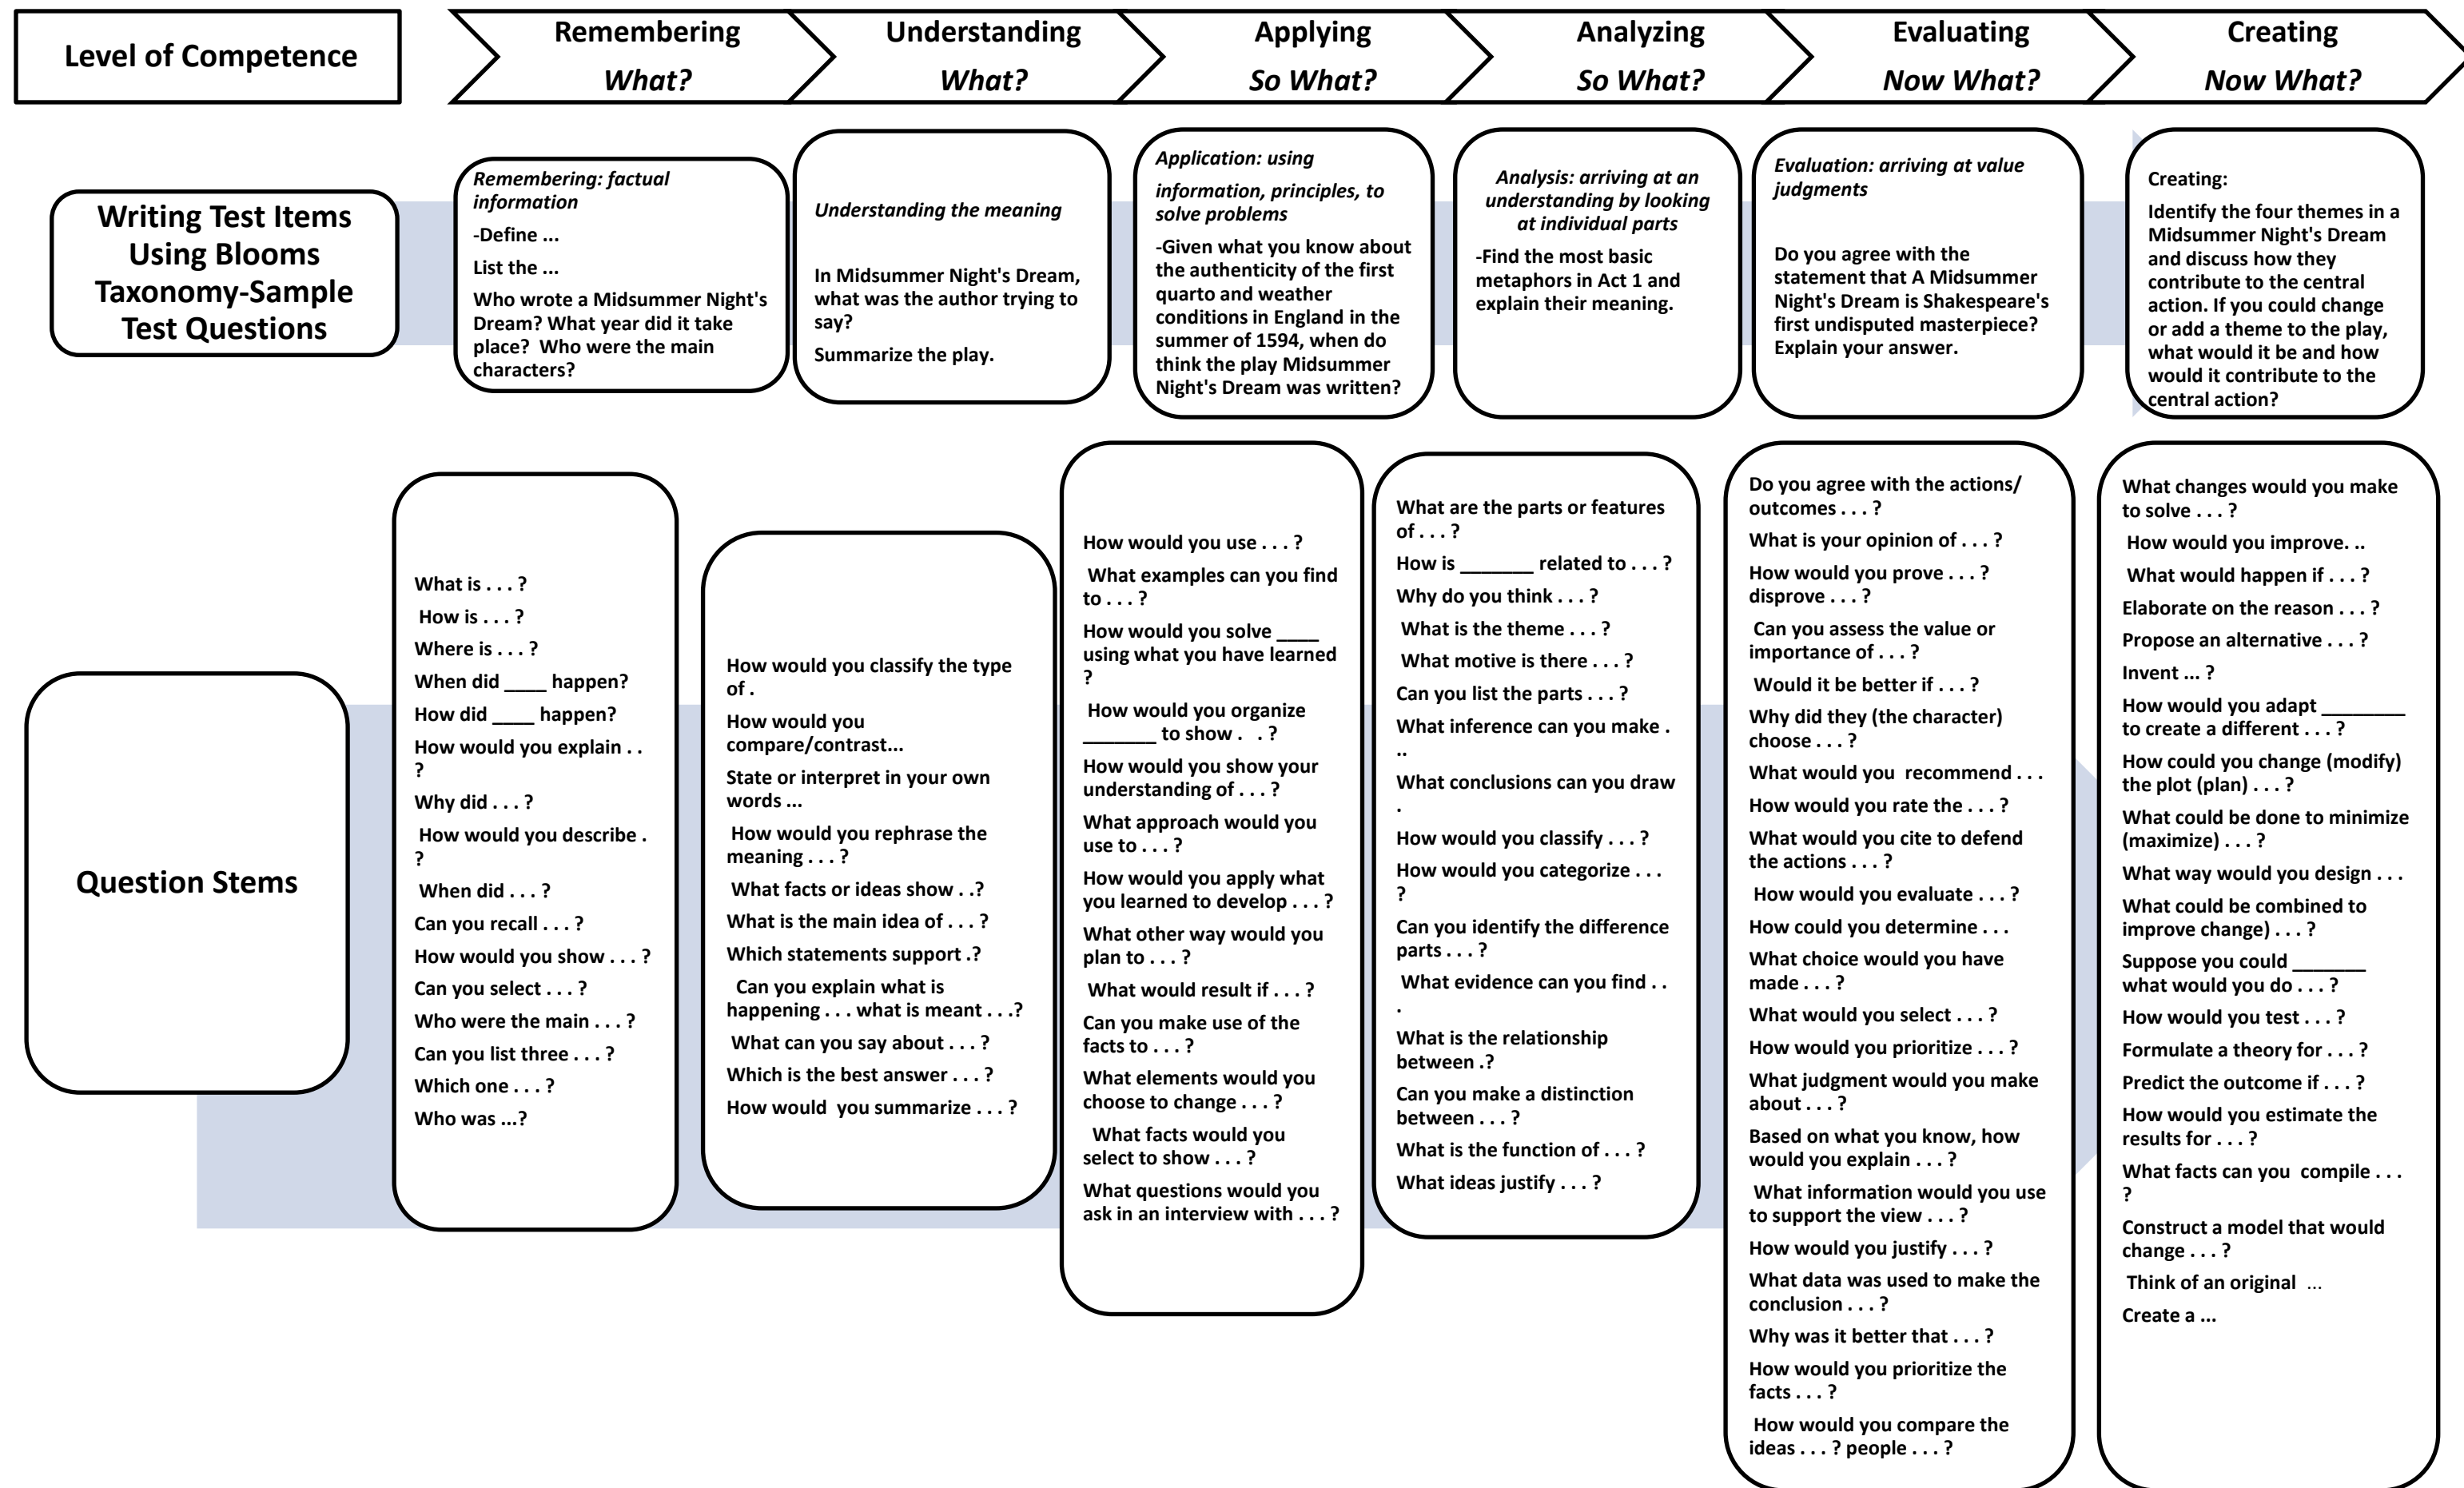 Level of Competence
Remembering
What?
Understanding
What?
Applying
So What?
Analyzing
So What?
Evaluating
Now What?
Creating
Now What?
Writing Test Items
Using Blooms
Taxonomy-Sample
Test Questions
Remembering: factual
information
-Define ...
List the ...
Who wrote a Midsummer Night's
Dream? What year did it take
place?  Who were the main
characters?
Understanding the meaning
In Midsummer Night's Dream,
what was the author trying to
say?
Summarize the play.
Application: using
information, principles, to
solve problems
-Given what you know about
the authenticity of the first
quarto and weather
conditions in England in the
summer of 1594, when do
think the play Midsummer
Night's Dream was written?
Analysis: arriving at an
understanding by looking
at individual parts
-Find the most basic
metaphors in Act 1 and
explain their meaning.
Evaluation: arriving at value
judgments
Do you agree with the
statement that A Midsummer
Night's Dream is Shakespeare's
first undisputed masterpiece?
Explain your answer.
Creating:
Identify the four themes in a
Midsummer Night's Dream
and discuss how they
contribute to the central
action. If you could change
or add a theme to the play,
what would it be and how
would it contribute to the
central action?
Question Stems
What is . . . ?
How is . . . ?
Where is . . . ?
When did ____ happen?
How did ____ happen?
How would you explain . .
?
Why did . . . ?
How would you describe .
?
When did . . . ?
Can you recall . . . ?
How would you show . . . ?
Can you select . . . ?
Who were the main . . . ?
Can you list three . . . ?
Which one . . . ?
Who was ...?
How would you classify the type
of .
How would you
compare/contrast...
State or interpret in your own
words ...
How would you rephrase the
meaning . . . ?
What facts or ideas show . .?
What is the main idea of . . . ?
Which statements support .?
Can you explain what is
happening . . . what is meant . . .?
What can you say about . . . ?
Which is the best answer . . . ?
How would  you summarize . . . ?
How would you use . . . ?
What examples can you find
to . . . ?
How would you solve ____
using what you have learned
?
How would you organize
_______ to show .  . ?
How would you show your
understanding of . . . ?
What approach would you
use to . . . ?
How would you apply what
you learned to develop . . . ?
What other way would you
plan to . . . ?
What would result if . . . ?
Can you make use of the
facts to . . . ?
What elements would you
choose to change . . . ?
What facts would you
select to show . . . ?
What questions would you
ask in an interview with . . . ?
What are the parts or features
of . . . ?
How is _______ related to . . . ?
Why do you think . . . ?
What is the theme . . . ?
What motive is there . . . ?
Can you list the parts . . . ?
What inference can you make .
..
What conclusions can you draw
.
How would you classify . . . ?
How would you categorize . . .
?
Can you identify the difference
parts . . . ?
What evidence can you find . .
.
What is the relationship
between .?
Can you make a distinction
between . . . ?
What is the function of . . . ?
What ideas justify . . . ?
Do you agree with the actions/
outcomes . . . ?
What is your opinion of . . . ?
How would you prove . . . ?
disprove . . . ?
Can you assess the value or
importance of . . . ?
Would it be better if . . . ?
Why did they (the character)
choose . . . ?
What would you  recommend . . .
How would you rate the . . . ?
What would you cite to defend
the actions . . . ?
How would you evaluate . . . ?
How could you determine . . .
What choice would you have
made . . . ?
What would you select . . . ?
How would you prioritize . . . ?
What judgment would you make
about . . . ?
Based on what you know, how
would you explain . . . ?
What information would you use
to support the view . . . ?
How would you justify . . . ?
What data was used to make the
conclusion . . . ?
Why was it better that . . . ?
How would you prioritize the
facts . . . ?
How would you compare the
ideas . . . ? people . . . ?
What changes would you make
to solve . . . ?
How would you improve. ..
What would happen if . . . ?
Elaborate on the reason . . . ?
Propose an alternative . . . ?
Invent ... ?
How would you adapt ________
to create a different . . . ?
How could you change (modify)
the plot (plan) . . . ?
What could be done to minimize
(maximize) . . . ?
What way would you design . . .
What could be combined to
improve change) . . . ?
Suppose you could _______
what would you do . . . ?
How would you test . . . ?
Formulate a theory for . . . ?
Predict the outcome if . . . ?
How would you estimate the
results for . . . ?
What facts can you  compile . . .
?
Construct a model that would
change . . . ?
Think of an original  ...
Create a ...